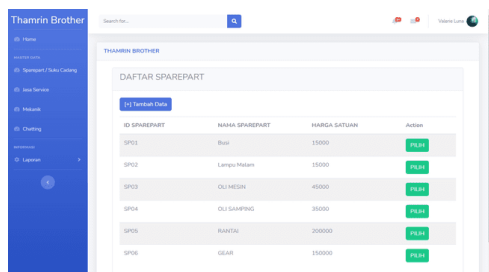 Thamrin Brother
Search for...
Valerie Luna
Home
MASTER DATA
Sparepart / Suku Cadang
Jasa Service
Mekanik
Chatting
Laporan
THAMRIN BROTHER
DAFTAR SPAREPART
[+] Tambah Data
ID SPAREPART NAMA SPAREPART HARGA SATUAN Action
SP01 Busi 15000 PILIH
SP02 Lampu Malam 15000 PILIH
SP03 OLI MESIN 45000 PILIH
SP04 OLI SAMPING 35000 PILIH
SP05 RANTAI 200000 PILIH
SP06 GEAR 150000 PILIH